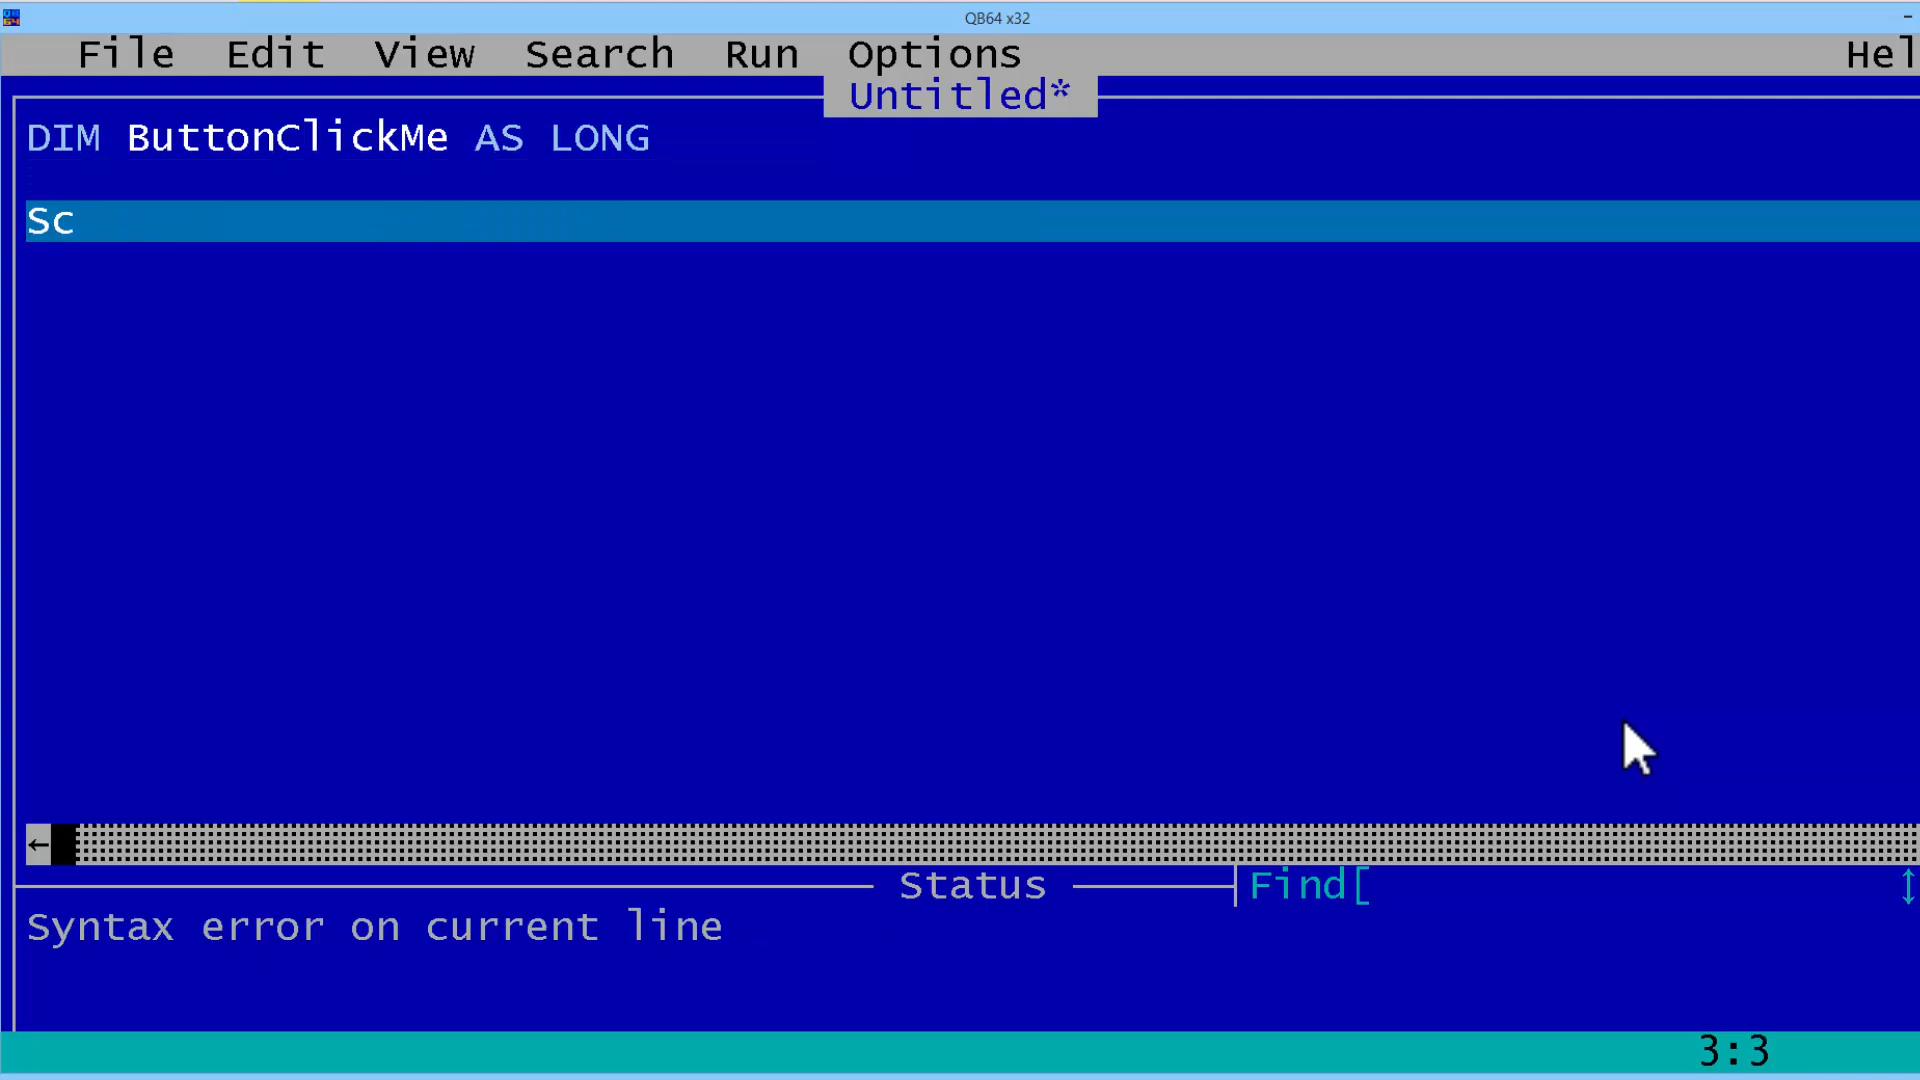 QB64 x32
File Edit View Search Run Options Hel
Untitled*
DIM ButtonClickMe AS LONG
Sc
Status Find[
Syntax error on current line
3:3